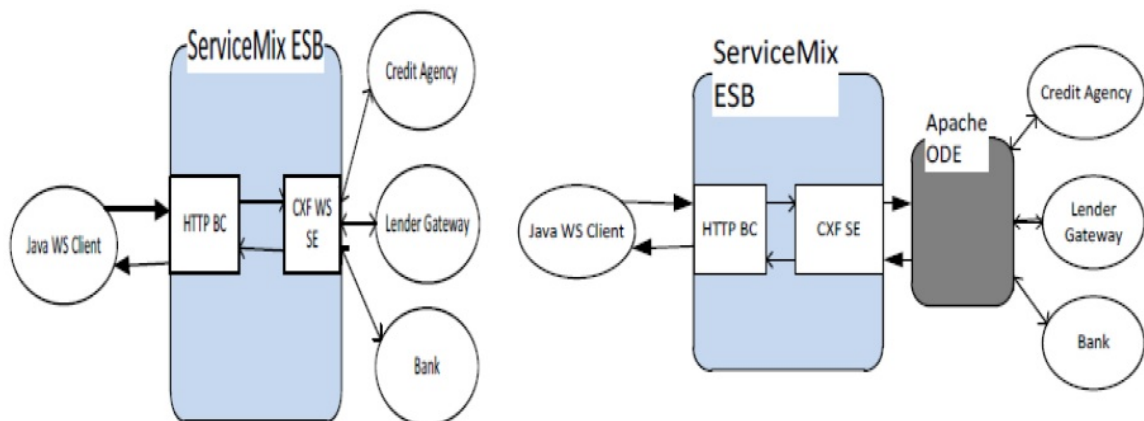 ServiceMix ESB
Credit Agency
HTTP BC
CXF WS
SE
Java WS Client
Lender Gateway
Bank
ServiceMix
ESB
Apache
ODE
Credit Agency
Java WS Client
HTTP BC
CXF SE
Lender
Gateway
Bank